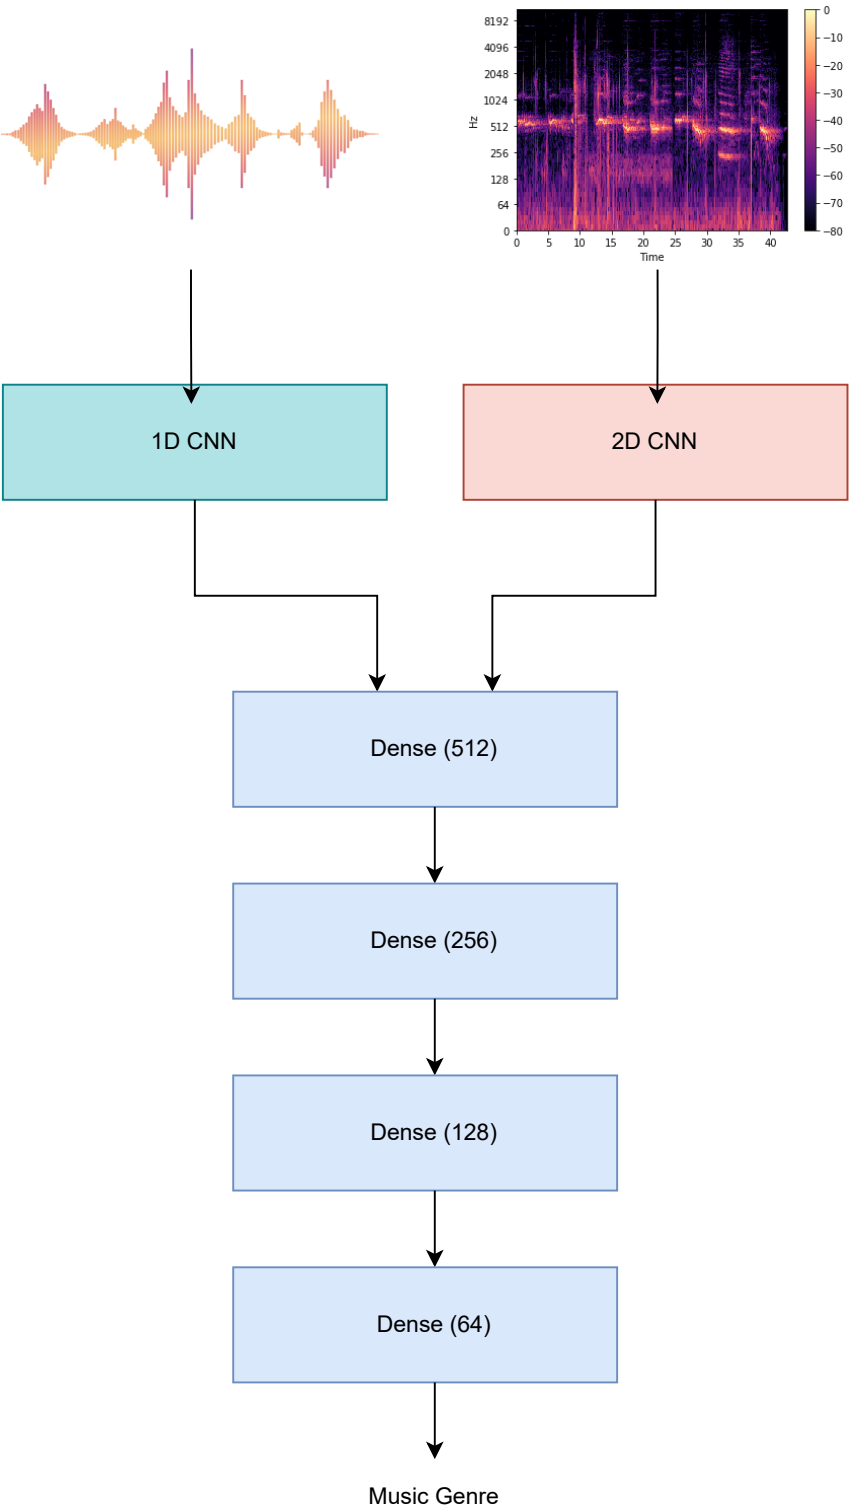 8192
4096
2048
1024
512
256
128
64
0
Hz
0 5 10 15 20 25 30 35 40
Time
0
−10
−20
−30
−40
−50
−60
−70
−80
1D CNN
2D CNN
Dense (512)
Dense (256)
Dense (128)
Dense (64)
Music Genre